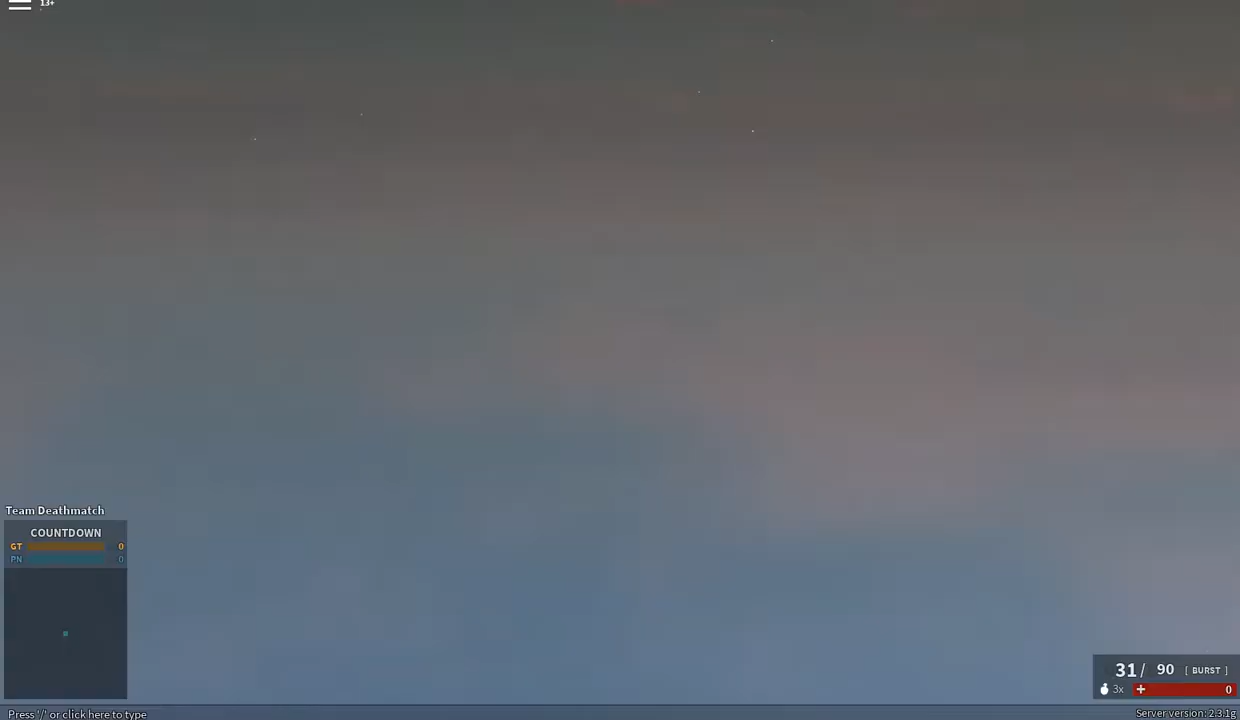 13+
Team Deathmatch
COUNTDOWN
GT 0
PN 0
31/ 90 [ BURST ]
3x 0
Press '/' or click here to type
Server version: 2.3.1g